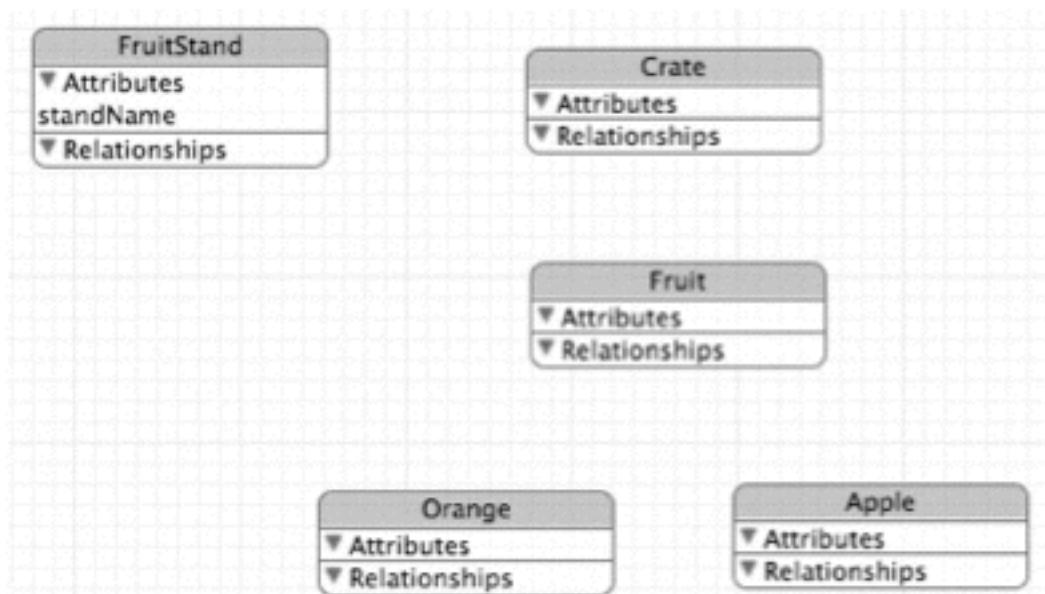 FruitStand
Attributes
standName
Relationships
Crate
Attributes
Relationships
Fruit
Attributes
Relationships
Orange
Attributes
Relationships
Apple
Attributes
Relationships